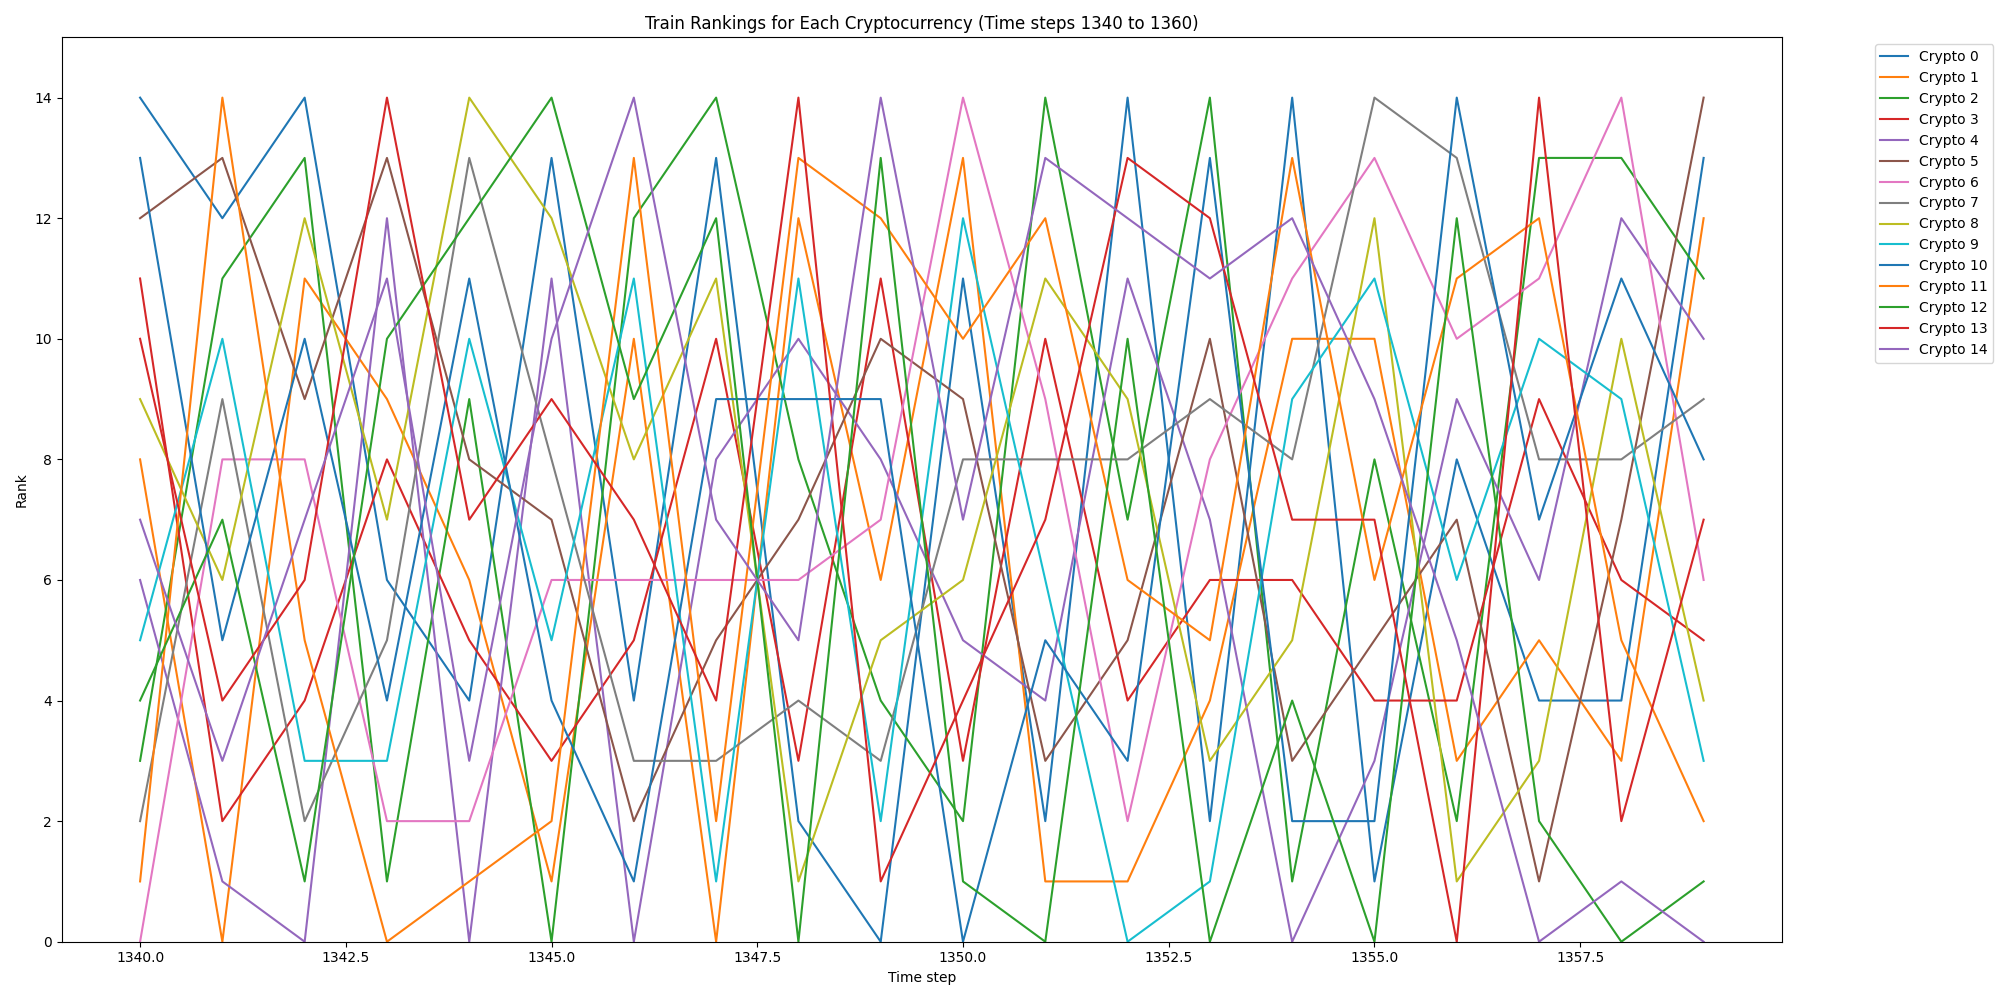 Train Rankings for Each Cryptocurrency (Time steps 1340 to 1360)
Rank
14
12
10
8
6
4
2
0
1340.0 1342.5 1345.0 1347.5 1350.0 1352.5 1355.0 1357.5
Time step
Crypto 0
Crypto 1
Crypto 2
Crypto 3
Crypto 4
Crypto 5
Crypto 6
Crypto 7
Crypto 8
Crypto 9
Crypto 10
Crypto 11
Crypto 12
Crypto 13
Crypto 14